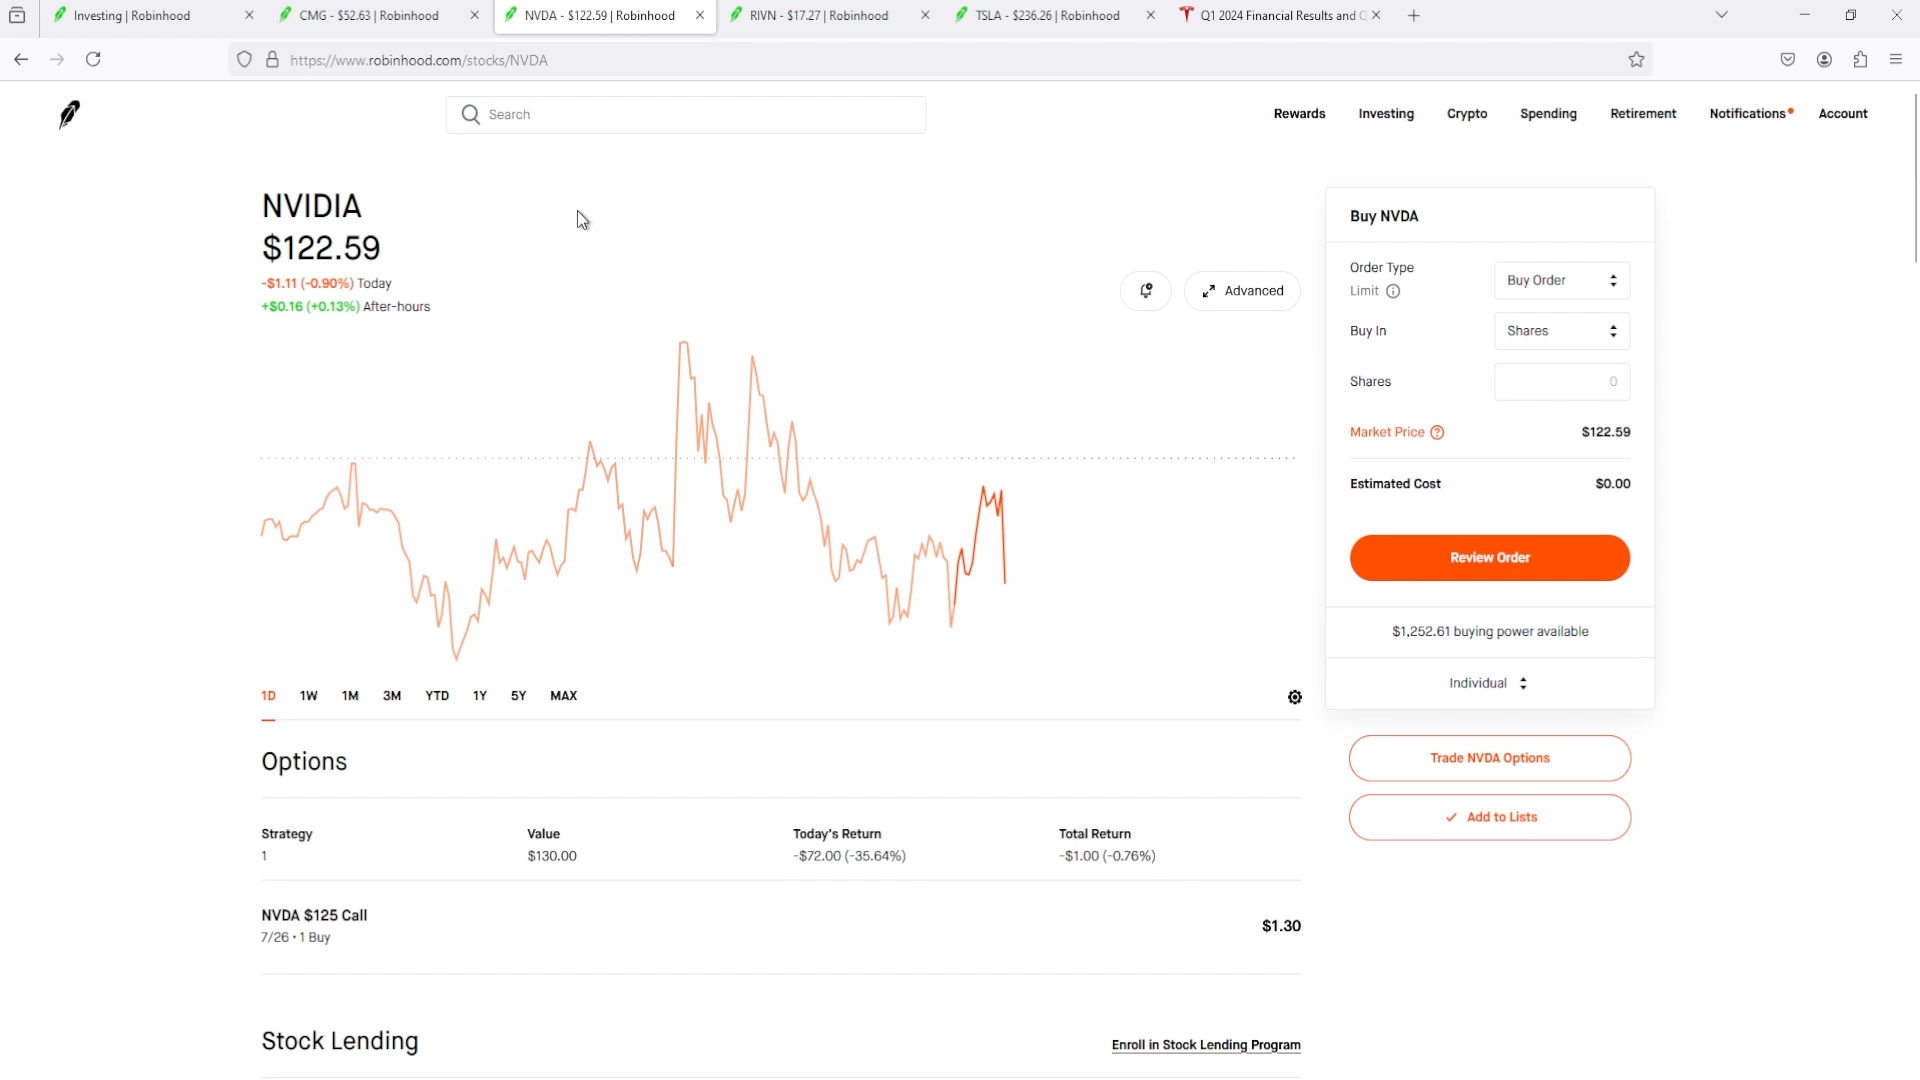 Investing | Robinhood
CMG - $52.63 | Robinhood
NVDA - $122.59 | Robinhood
RIVN - $17.27 | Robinhood
TSLA - $236.26 | Robinhood
Q1 2024 Financial Results and
https://www.robinhood.com/stocks/NVDA
Search
Rewards
Investing
Crypto
Spending
Retirement
Notifications
Account
NVIDIA
$122.59
-$1.11 (-0.90%) Today
+$0.16 (+0.13%) After-hours
Advanced
1D 1W 1M 3M YTD 1Y 5Y MAX
Buy NVDA
Order Type
Limit
Buy Order
Buy In
Shares
Shares
0
Market Price
$122.59
Estimated Cost
$0.00
Review Order
$1,252.61 buying power available
Individual
Trade NVDA Options
Add to Lists
Options
Strategy Value Today's Return Total Return
1 $130.00 -$72.00 (-35.64%) -$1.00 (-0.76%)
NVDA $125 Call
7/26 • 1 Buy
$1.30
Stock Lending
Enroll in Stock Lending Program